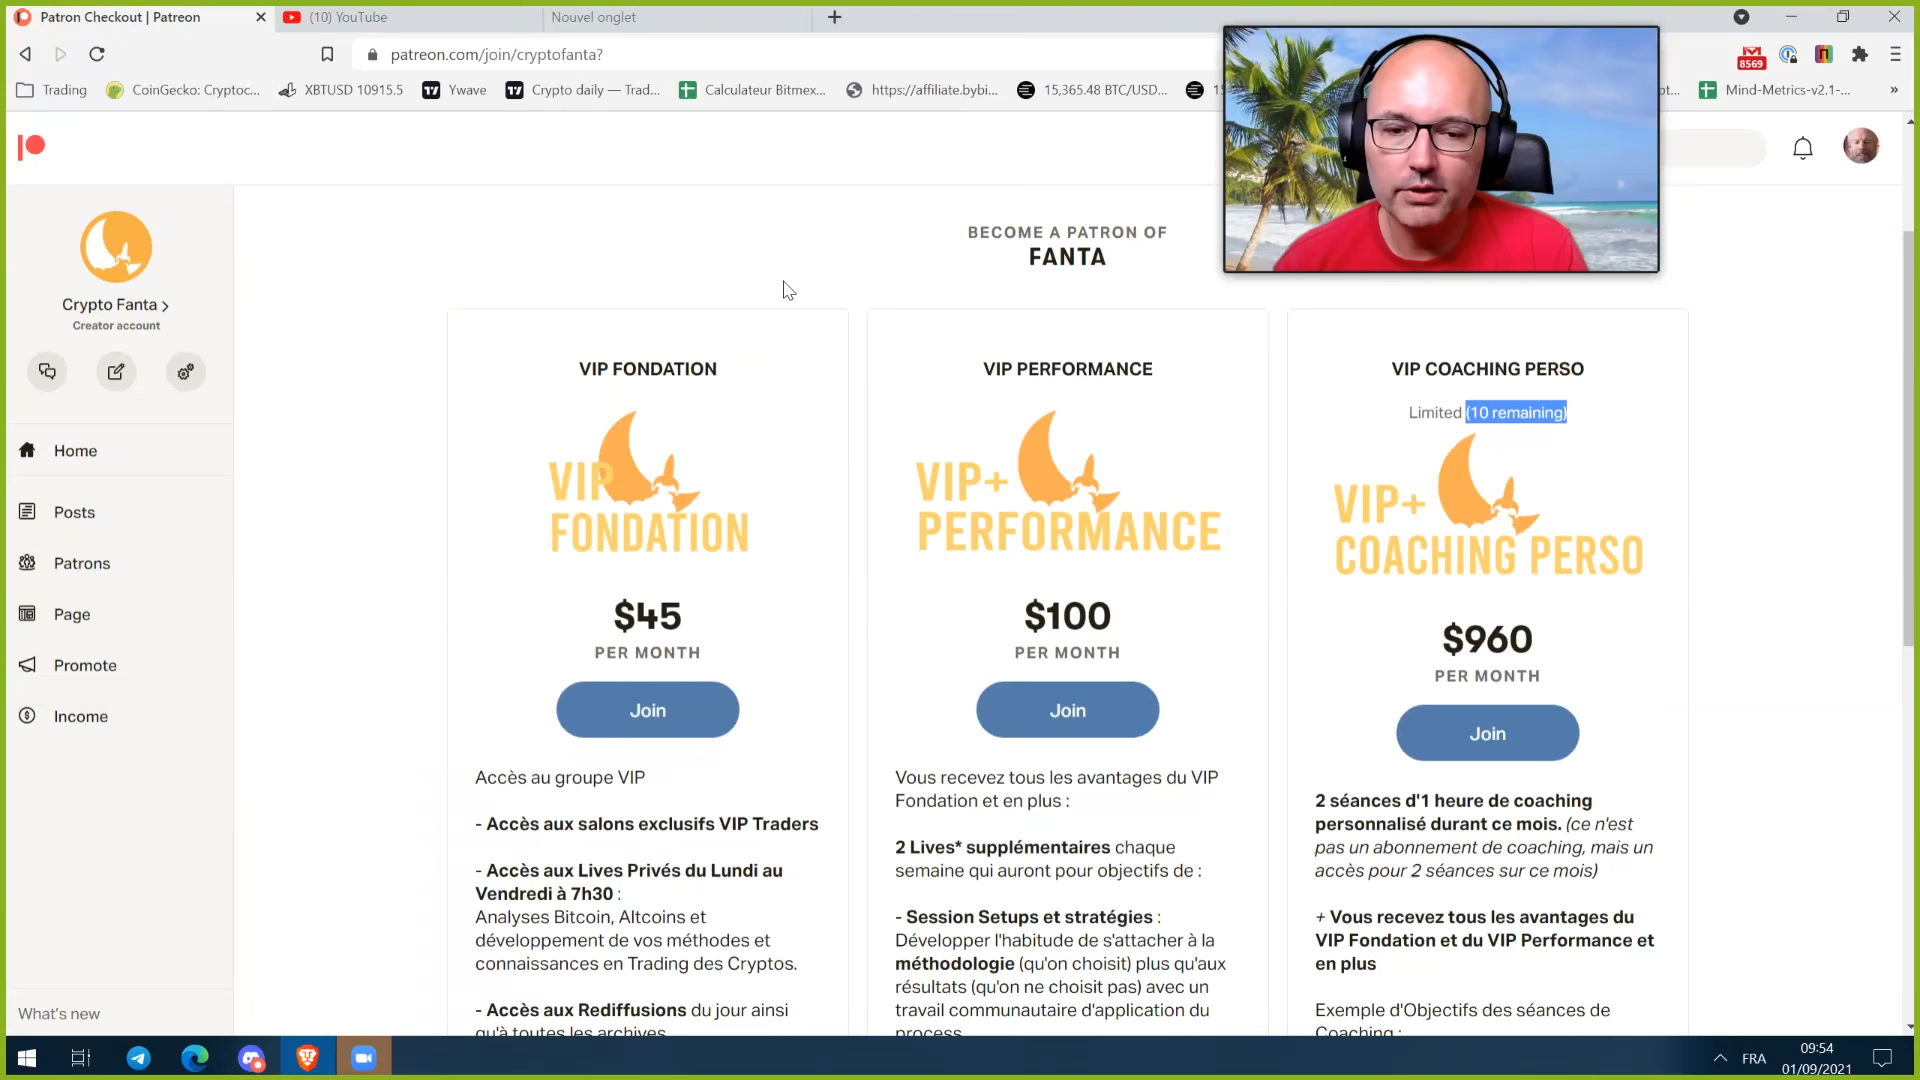 Patron Checkout | Patreon
(10) YouTube
Nouvel onglet
patreon.com/join/cryptofanta?
8569
Trading
CoinGecko: Cryptoc...
XBTUSD 10915.5
Ywave
Crypto daily — Trad...
Calculateur Bitmex...
https://affiliate.bybi...
15,365.48 BTC/USD...
Mind-Metrics-v2.1-...
»
BECOME A PATRON OF
FANTA
Crypto Fanta
Creator account
Home
Posts
Patrons
Page
Promote
Income
What's new
VIP FONDATION
VIP
FONDATION
$45
PER MONTH
Join
Accès au groupe VIP
- Accès aux salons exclusifs VIP Traders
- Accès aux Lives Privés du Lundi au
Vendredi à 7h30 :
Analyses Bitcoin, Altcoins et
développement de vos méthodes et
connaissances en Trading des Cryptos.
- Accès aux Rediffusions du jour ainsi
qu'à toutes les archives
VIP PERFORMANCE
VIP+
PERFORMANCE
$100
PER MONTH
Join
Vous recevez tous les avantages du VIP
Fondation et en plus :
2 Lives* supplémentaires chaque
semaine qui auront pour objectifs de :
- Session Setups et stratégies :
Développer l'habitude de s'attacher à la
méthodologie (qu'on choisit) plus qu'aux
résultats (qu'on ne choisit pas) avec un
travail communautaire d'application du
process
VIP COACHING PERSO
Limited (10 remaining)
VIP+
COACHING PERSO
$960
PER MONTH
Join
2 séances d'1 heure de coaching
personnalisé durant ce mois. (ce n'est
pas un abonnement de coaching, mais un
accès pour 2 séances sur ce mois)
+ Vous recevez tous les avantages du
VIP Fondation et du VIP Performance et
en plus
Exemple d'Objectifs des séances de
Coaching :
FRA
09:54
01/09/2021